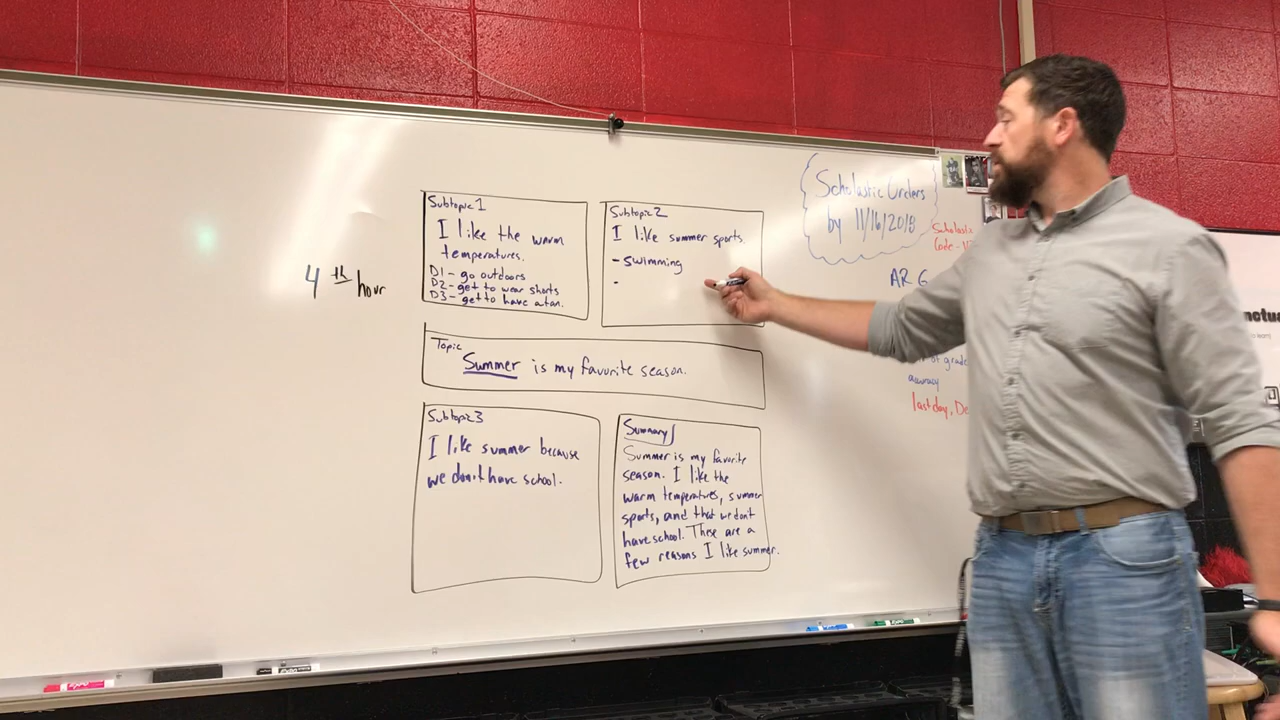 4th hour
Subtopic 1
I like the warm
temperatures.
D1- go outdoors
D2- get to wear shorts
D3- get to have a tan.
Subtopic 2
I like summer sports.
- swimming
-
Topic
Summer is my favorite season.
Subtopic 3
I like summer because
we don't have school.
Summary
Summer is my favorite
season. I like the
warm temperatures, summer
sports, and that we don't
have school. These are a
few reasons I like summer.
Scholastic Orders
by 11/16/2018
Scholastic
Code -
AR G
of grade
accuracy
last day, De
nctua